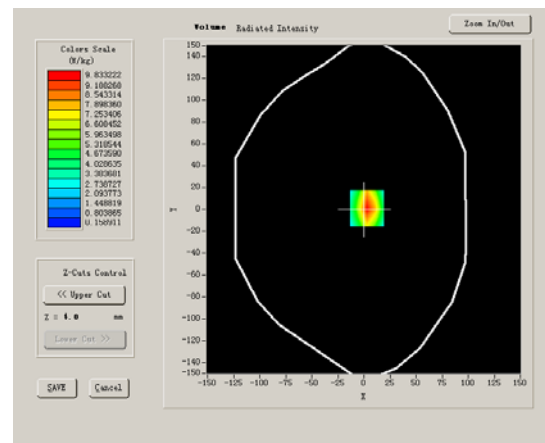 Volume Radiated Intensity
Zoom In/Out
Colors Scale
(W/kg)
9.833222
9.188268
8.543314
7.898360
7.253406
6.608452
5.963498
5.318544
4.673590
4.028635
3.383681
2.738727
2.093773
1.448819
0.803865
0.158911
150
140
120
100
80
60
40
20
0
-20
-40
-60
-80
-100
-120
-140
-150
Y
-150 -125 -100 -75 -50 -25 0 25 50 75 100 125 150
X
Z-Cuts Control
<< Upper Cut
Z = 4.0 mm
Lower Cut >>
SAVE
Cancel